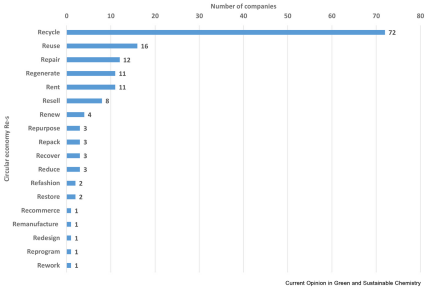 Number of companies
0 10 20 30 40 50 60 70 80
Recycle 72
Reuse 16
Repair 12
Regenerate 11
Rent 11
Resell 8
Renew 4
Repurpose 3
Repack 3
Recover 3
Reduce 3
Refashion 2
Restore 2
Recommerce 1
Remanufacture 1
Redesign 1
Reprogram 1
Rework 1
Circular economy Re-s
Current Opinion in Green and Sustainable Chemistry